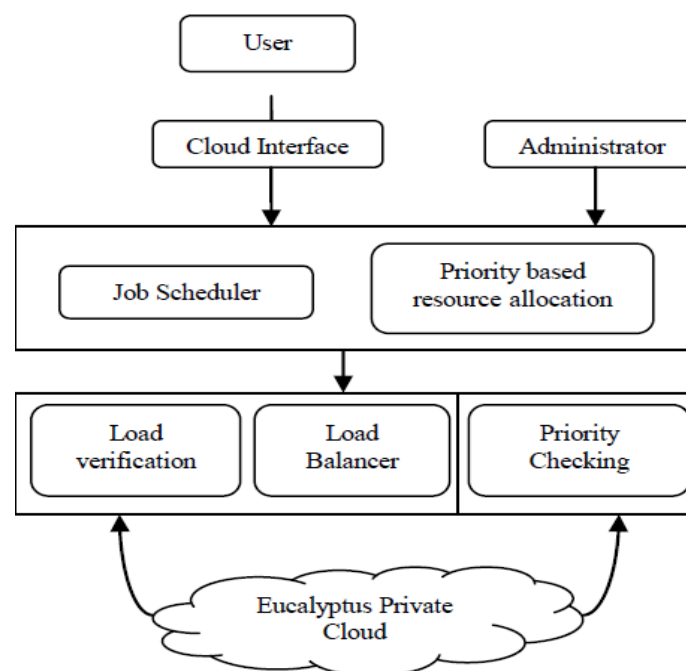 User
Cloud Interface
Administrator
Job Scheduler
Priority based
resource allocation
Load
verification
Load
Balancer
Priority
Checking
Eucalyptus Private
Cloud